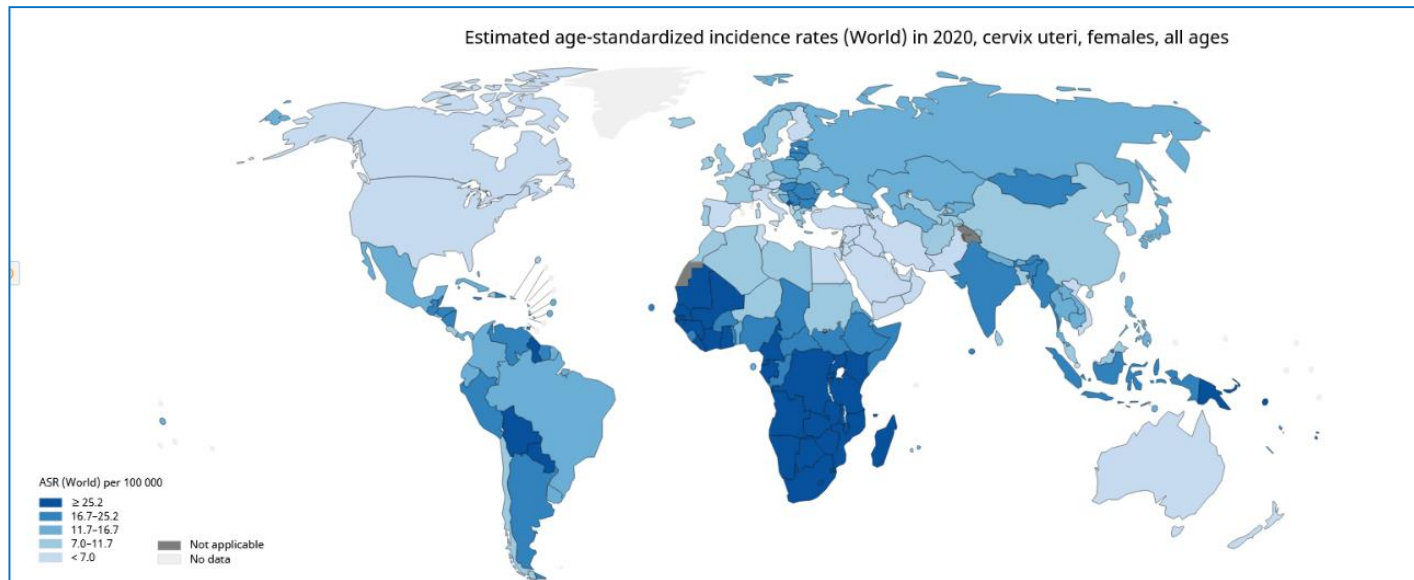 Estimated age-standardized incidence rates (World) in 2020, cervix uteri, females, all ages
ASR (World) per 100 000
≥ 25.2
16.7–25.2
11.7–16.7
7.0–11.7
< 7.0
Not applicable
No data